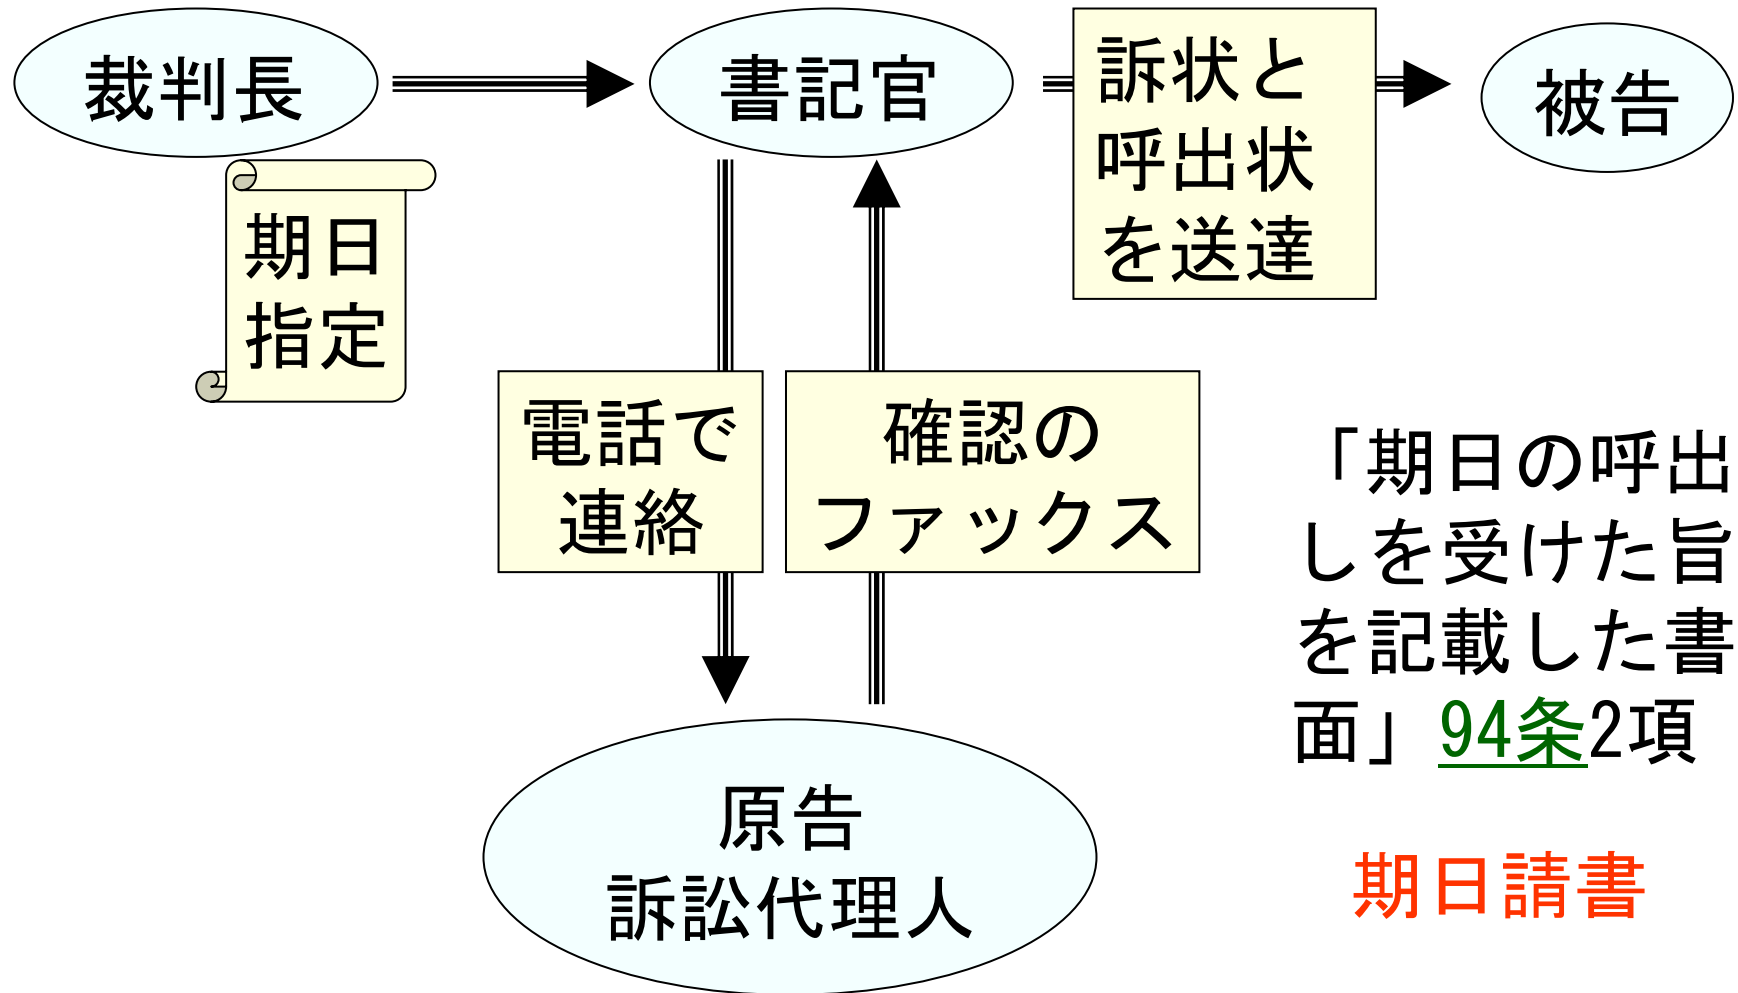 裁判長
書記官
訴状と
呼出状
を送達
被告
期日
指定
電話で
連絡
確認の
ファックス
「期日の呼出
しを受けた旨
を記載した書
面」94条2項
原告
訴訟代理人
期日請書